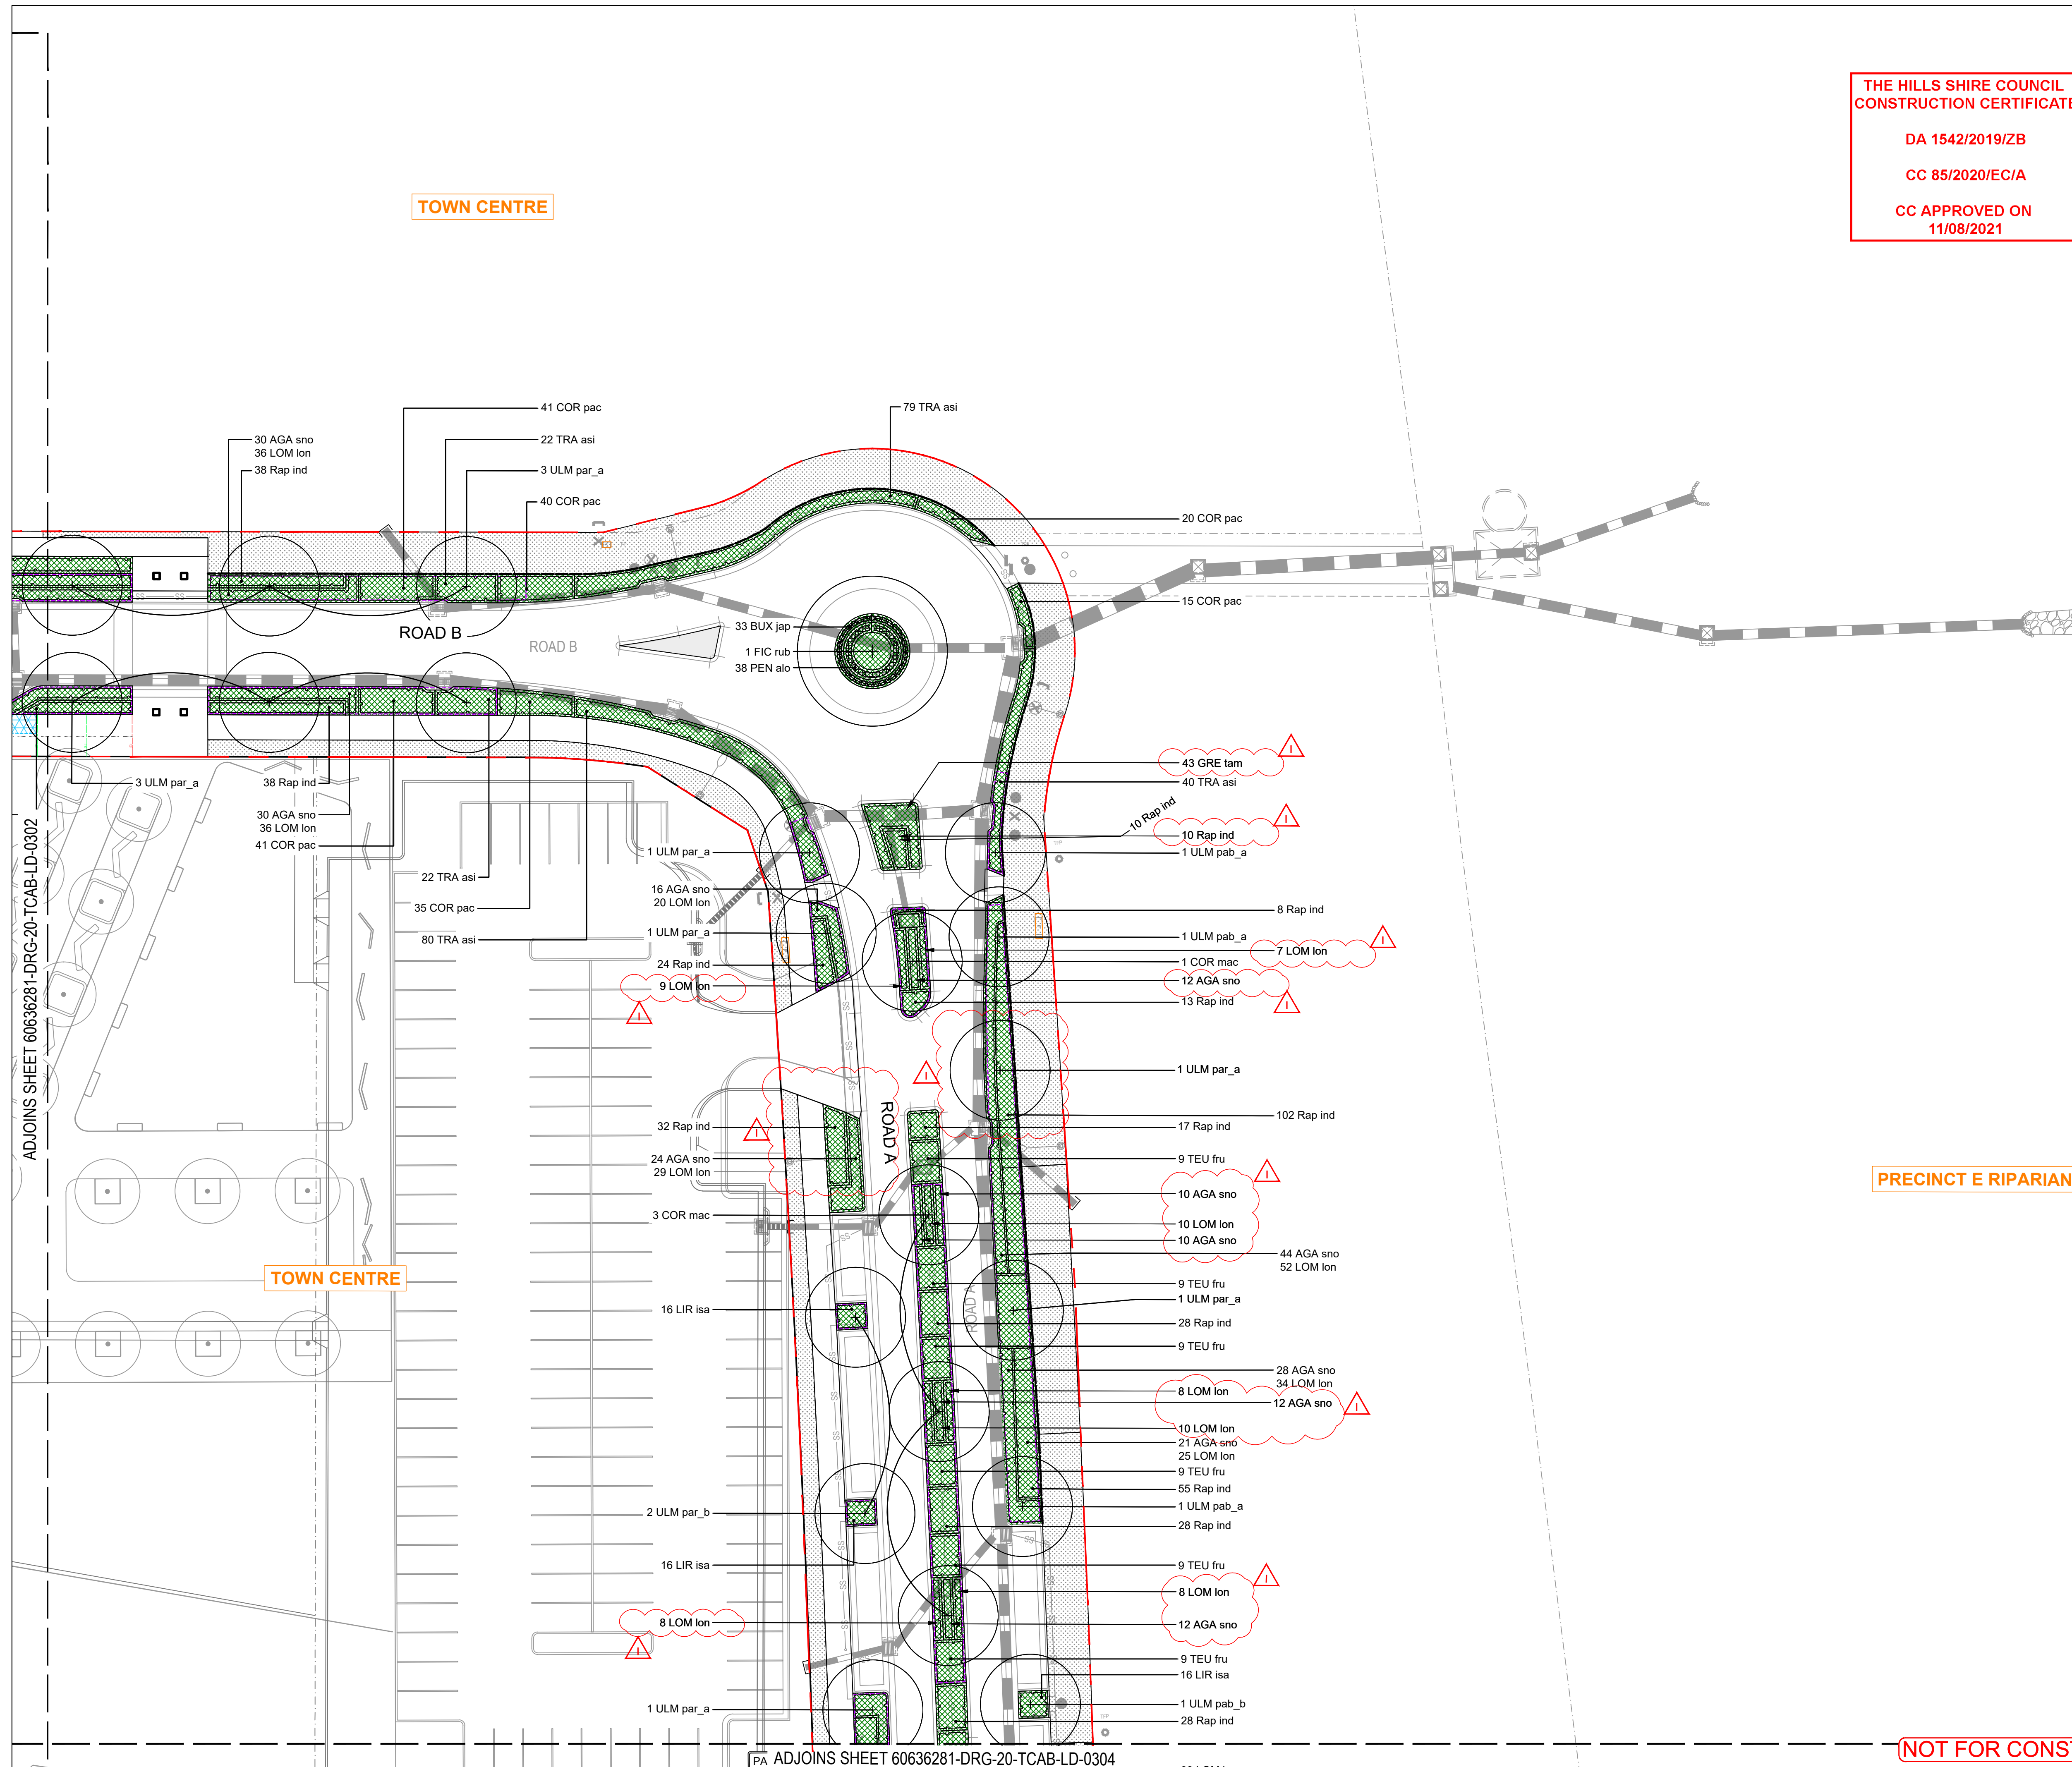 THE HILLS SHIRE COUNCIL
CONSTRUCTION CERTIFICATE
DA 1542/2019/ZB
CC 85/2020/EC/A
CC APPROVED ON
11/08/2021
TOWN CENTRE
41 COR pac
79 TRA asi
30 AGA sno
36 LOM lon
38 Rap ind
22 TRA asi
3 ULM par_a
40 COR pac
20 COR pac
15 COR pac
ROAD B
ROAD B
33 BUX jap
1 FIC rub
38 PEN alo
3 ULM par_a
38 Rap ind
30 AGA sno
36 LOM lon
41 COR pac
22 TRA asi
35 COR pac
80 TRA asi
43 GRE tam
40 TRA asi
10 Rap ind
10 Rap ind
1 ULM par_a
1 ULM pab_a
16 AGA sno
20 LOM lon
8 Rap ind
1 ULM par_a
1 ULM pab_a
7 LOM lon
24 Rap ind
1 COR mac
9 LOM lon
12 AGA sno
13 Rap ind
1 ULM par_a
102 Rap ind
32 Rap ind
17 Rap ind
ROAD A
24 AGA sno
29 LOM lon
9 TEU fru
10 AGA sno
3 COR mac
10 LOM lon
10 AGA sno
44 AGA sno
52 LOM lon
9 TEU fru
1 ULM par_a
16 LIR isa
ROAD A
28 Rap ind
9 TEU fru
28 AGA sno
34 LOM lon
8 LOM lon
12 AGA sno
10 LOM lon
21 AGA sno
25 LOM lon
9 TEU fru
55 Rap ind
1 ULM pab_a
2 ULM par_b
28 Rap ind
16 LIR isa
9 TEU fru
8 LOM lon
8 LOM lon
12 AGA sno
9 TEU fru
16 LIR isa
1 ULM par_a
1 ULM pab_b
28 Rap ind
TOWN CENTRE
PRECINCT E RIPARIAN
ADJOINS SHEET 60636281-DRG-20-TCAB-LD-0302
PA ADJOINS SHEET 60636281-DRG-20-TCAB-LD-0304
NOT FOR CONST